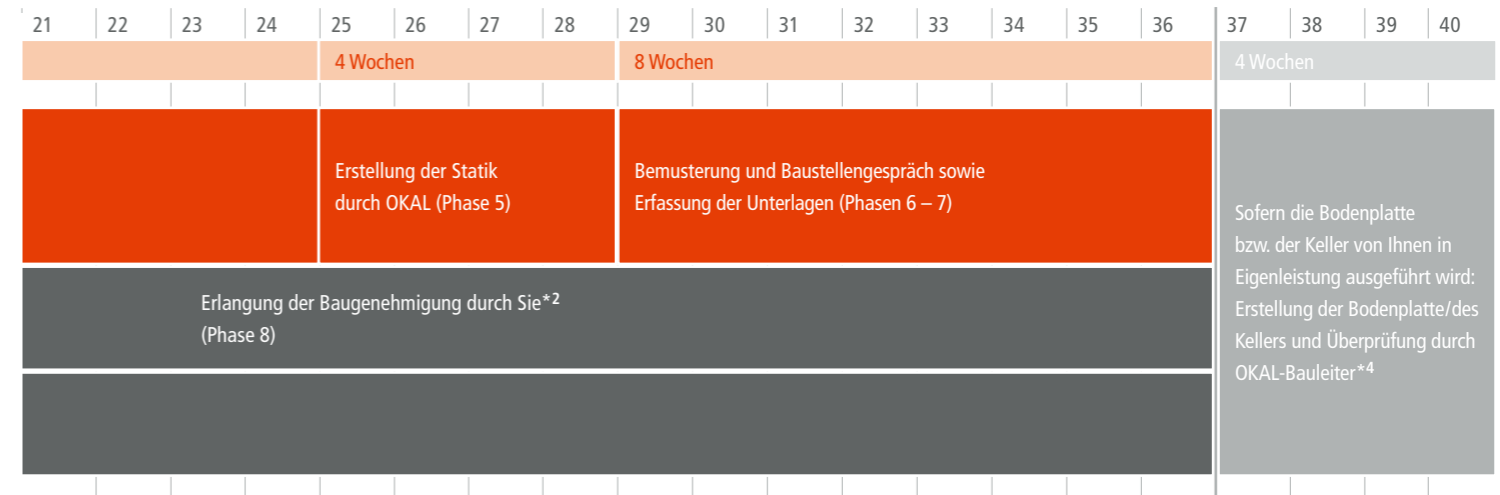 21 22 23 24 25 26 27 28 29 30 31 32 33 34 35 36 37 38 39 40
4 Wochen 8 Wochen 4 Wochen
Erstellung der Statik
durch OKAL (Phase 5)
Bemusterung und Baustellengespräch sowie
Erfassung der Unterlagen (Phasen 6 – 7)
Erlangung der Baugenehmigung durch Sie*²
(Phase 8)
Sofern die Bodenplatte
bzw. der Keller von Ihnen in
Eigenleistung ausgeführt wird:
Erstellung der Bodenplatte/des
Kellers und Überprüfung durch
OKAL-Bauleiter*⁴